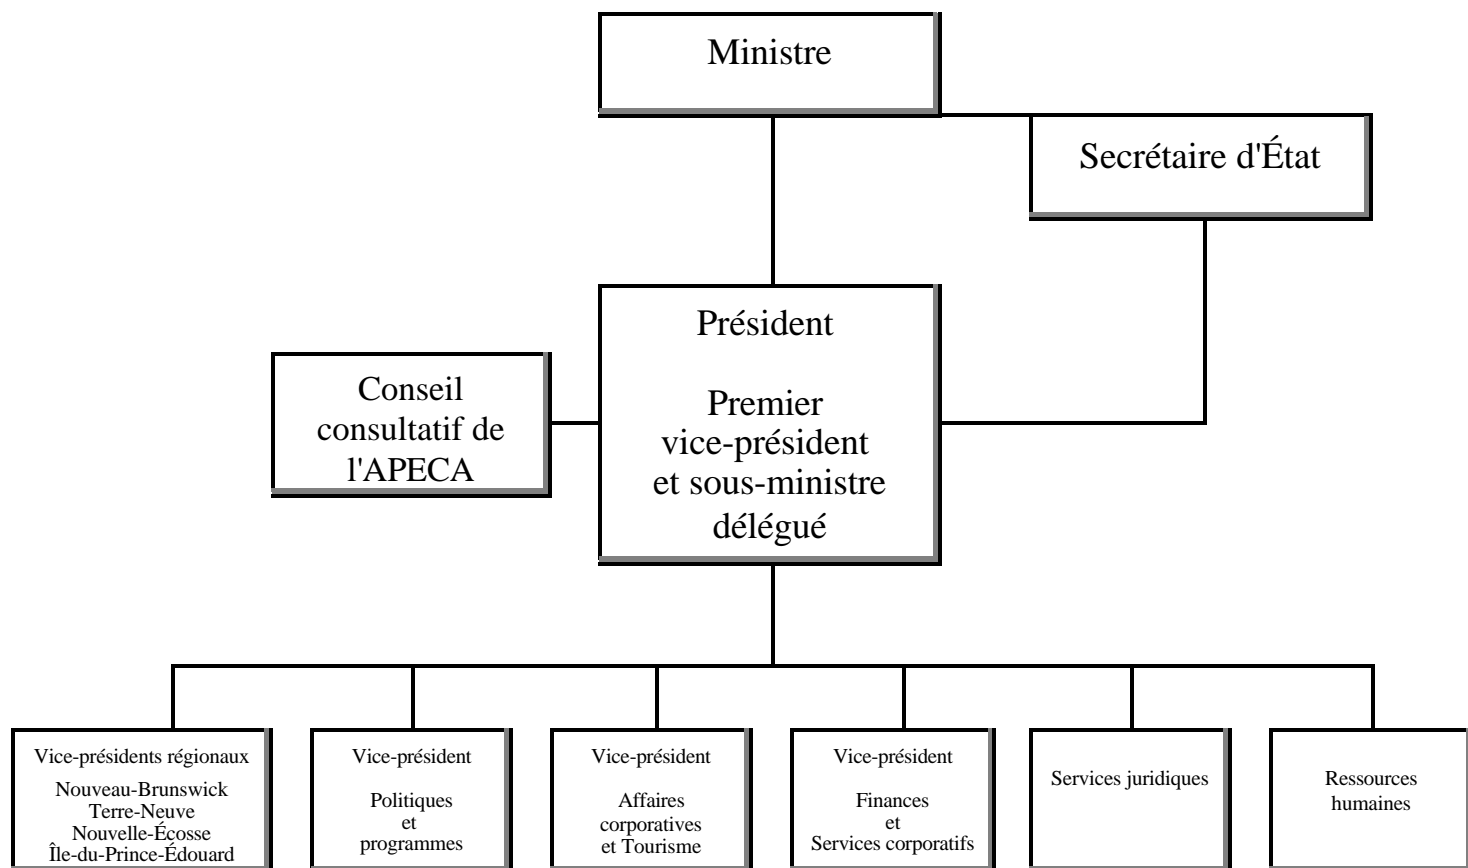 Ministre
Secrétaire d'État
Président
Premier
vice-président
et sous-ministre
délégué
Conseil
consultatif de
l'APECA
Vice-présidents régionaux
Nouveau-Brunswick
Terre-Neuve
Nouvelle-Écosse
Île-du-Prince-Édouard
Vice-président
Politiques
et
programmes
Vice-président
Affaires
corporatives
et Tourisme
Vice-président
Finances
et
Services corporatifs
Services juridiques
Ressources
humaines